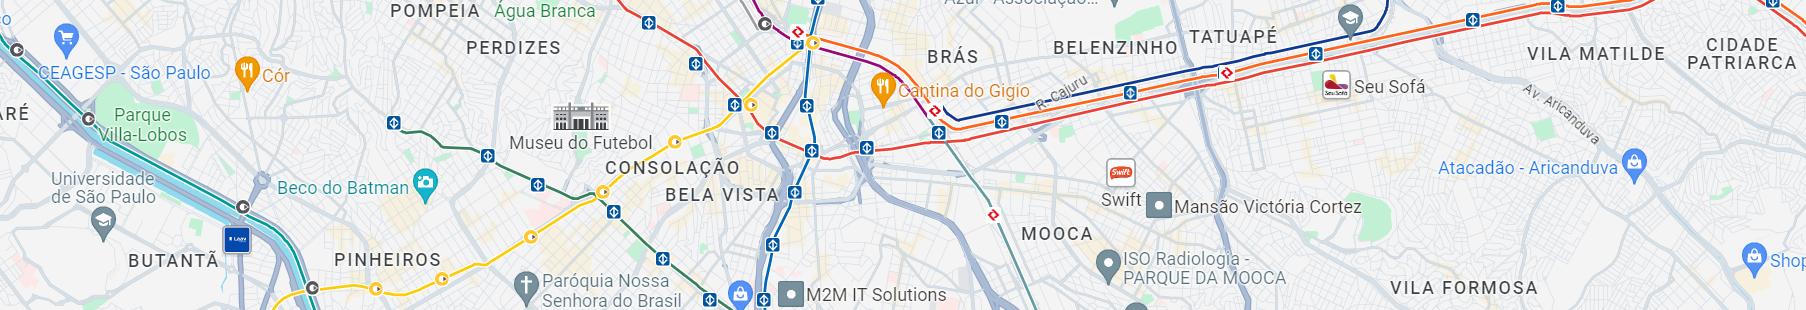 POMPEIA
Água Branca
PERDIZES
BRÁS
BELENZINHO
TATUAPÉ
VILA MATILDE
CIDADE
PATRIARCA
CEAGESP - São Paulo
Cór
Cantina do Gigio
R. Cajuru
Seu Sofá
Av. Aricanduva
Parque
Villa-Lobos
Museu do Futebol
CONSOLAÇÃO
BELA VISTA
Universidade
de São Paulo
Beco do Batman
Swift
Swift
Mansão Victória Cortez
Atacadão - Aricanduva
MOOCA
BUTANTÃ
PINHEIROS
Paróquia Nossa
Senhora do Brasil
M2M IT Solutions
ISO Radiologia -
PARQUE DA MOOCA
VILA FORMOSA